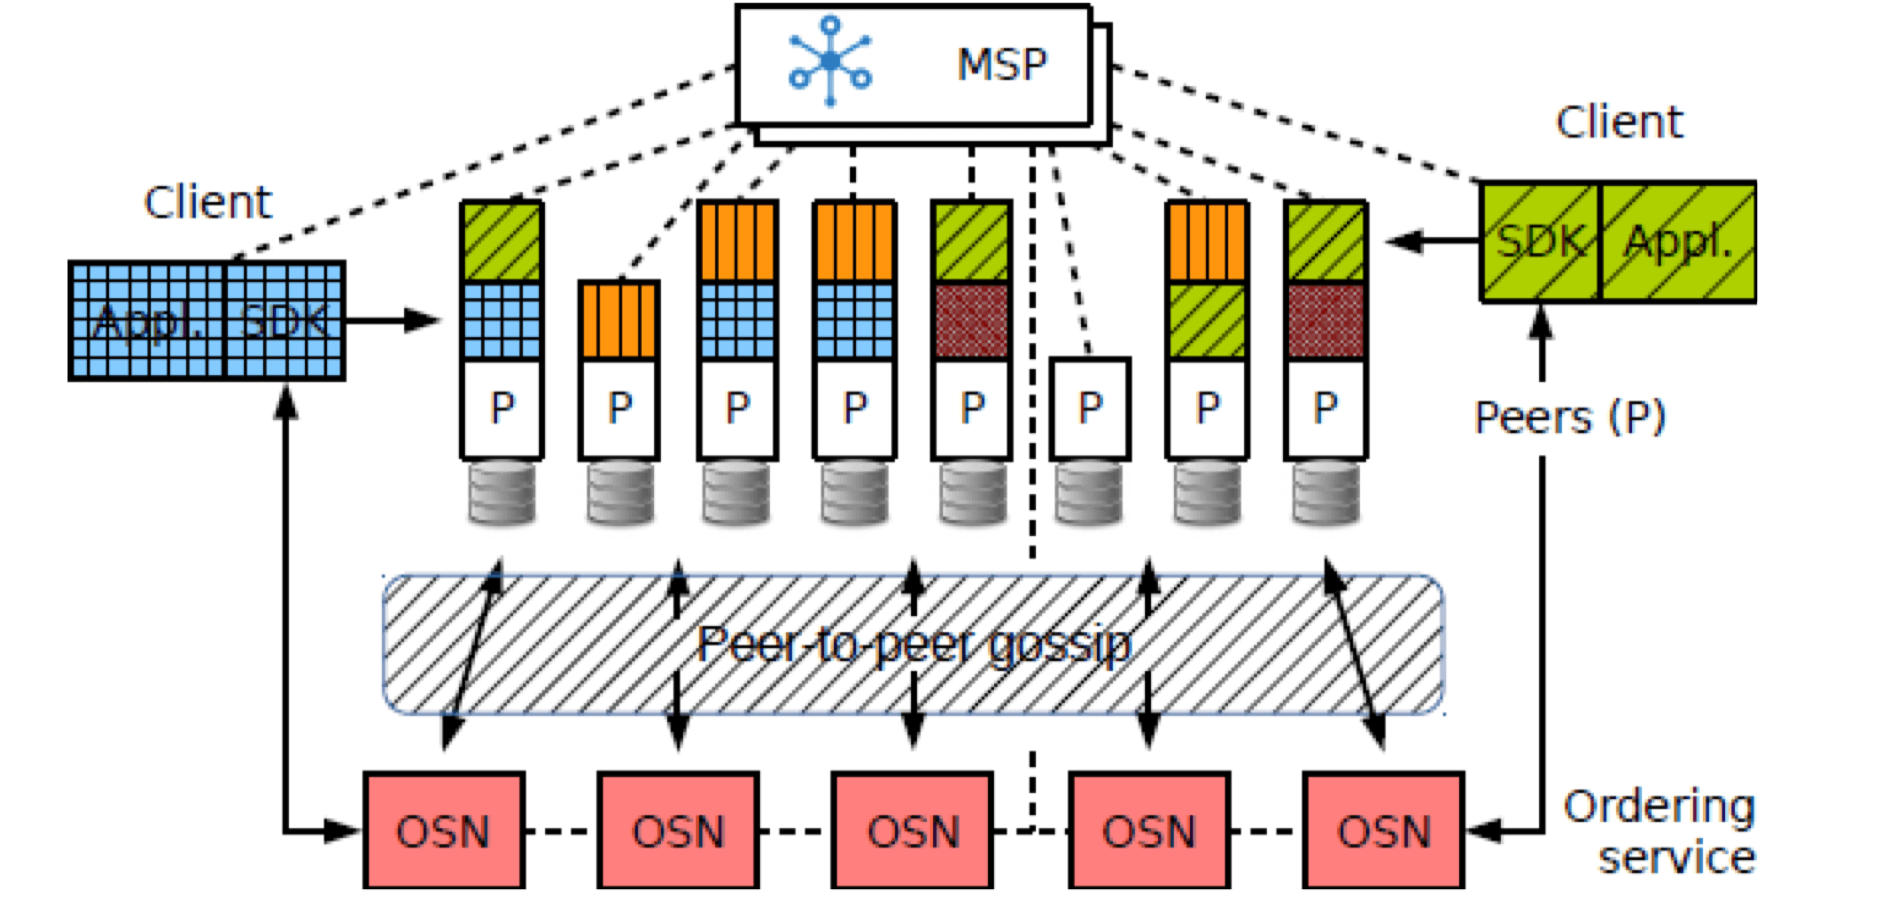 MSP
Client
Client
SDK Appl.
Appl. SDK
P P P P P P P P
Peers (P)
Peer-to-peer gossip
OSN OSN OSN OSN OSN
Ordering
service